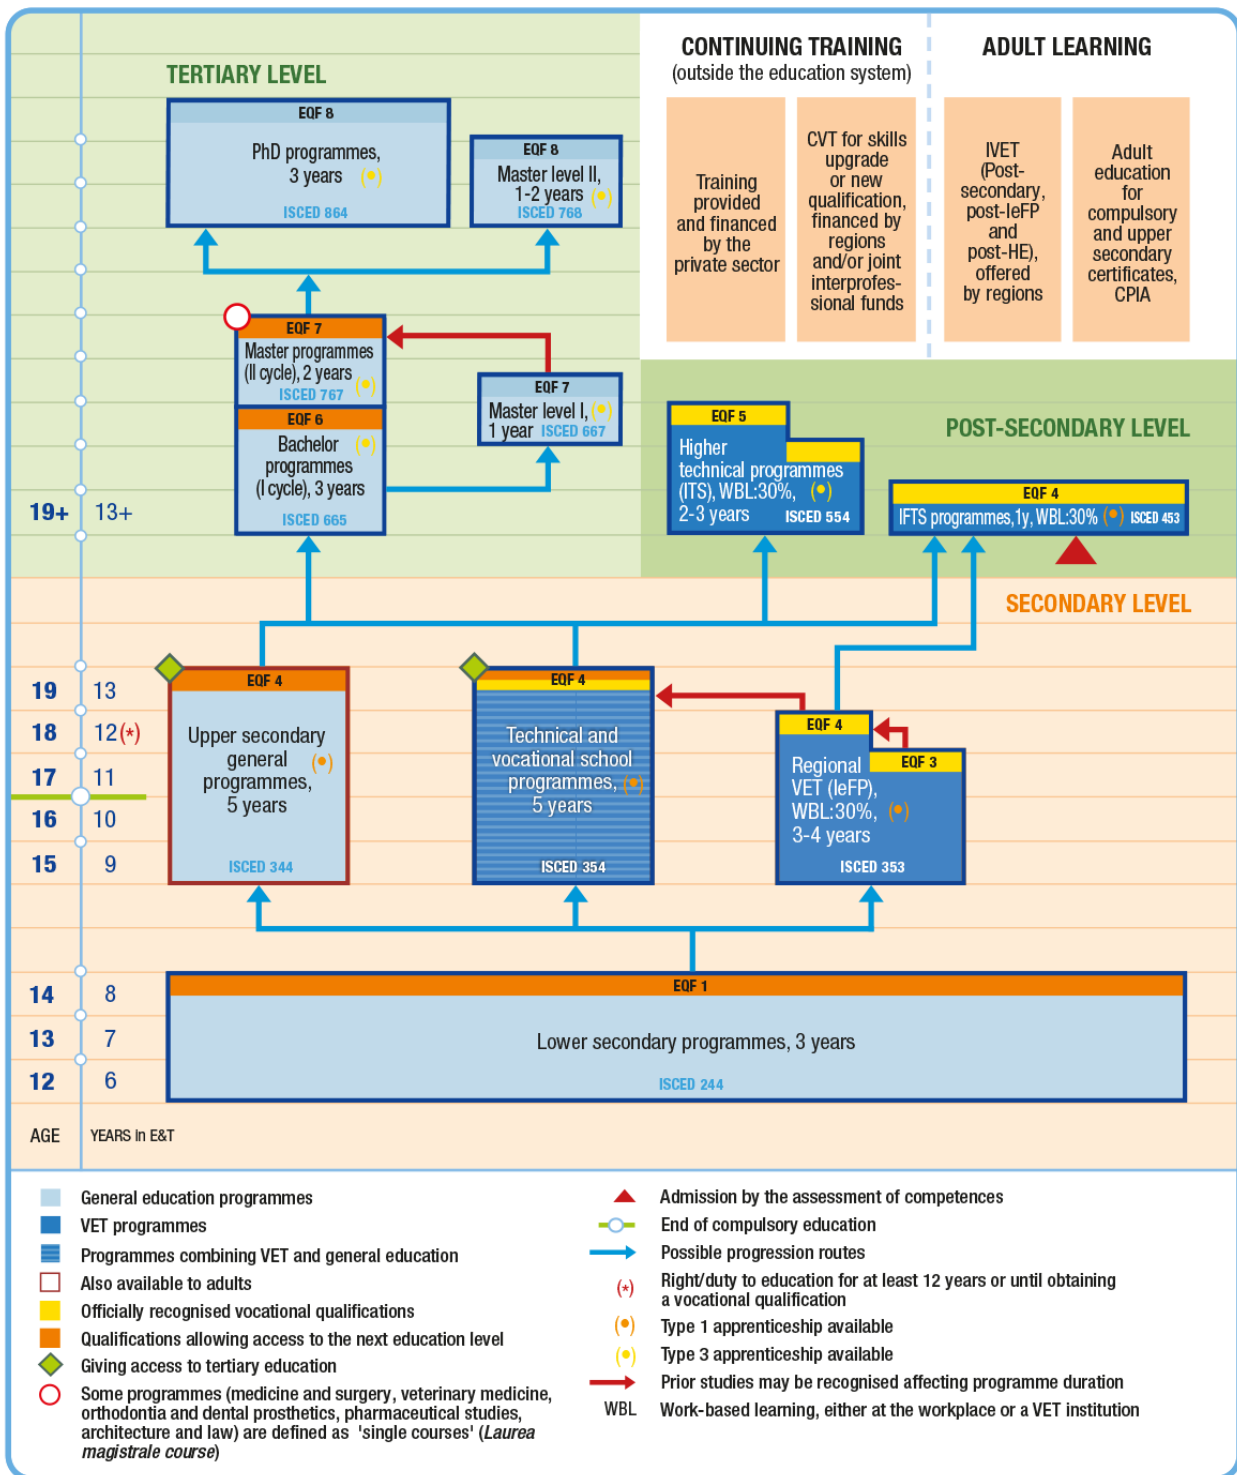 TERTIARY LEVEL
CONTINUING TRAINING
(outside the education system)
ADULT LEARNING
EQF 8
PhD programmes,
3 years (•)
ISCED 864
EQF 8
Master level II,
1-2 years (•)
ISCED 768
Training
provided
and financed
by the
private sector
CVT for skills
upgrade
or new
qualification,
financed by
regions
and/or joint
interprofes-
sional funds
IVET
(Post-
secondary,
post-IeFP
and
post-HE),
offered
by regions
Adult
education
for
compulsory
and upper
secondary
certificates,
CPIA
EQF 7
Master programmes
(II cycle), 2 years (•)
ISCED 767
EQF 6
Bachelor (•)
programmes
(I cycle), 3 years
ISCED 665
EQF 7
Master level I, (•)
1 year ISCED 667
POST-SECONDARY LEVEL
EQF 5
Higher
technical programmes
(ITS), WBL:30%, (•)
2-3 years ISCED 554
EQF 4
IFTS programmes,1y, WBL:30% (•) ISCED 453
19+ 13+
SECONDARY LEVEL
19 13
18 12(*)
17 11
16 10
15 9
EQF 4
Upper secondary
general
programmes, (•)
5 years
ISCED 344
EQF 4
Technical and
vocational school
programmes, (•)
5 years
ISCED 354
EQF 4
EQF 3
Regional
VET (IeFP),
WBL:30%, (•)
3-4 years
ISCED 353
14 8
13 7
12 6
EQF 1
Lower secondary programmes, 3 years
ISCED 244
AGE YEARS in E&T
General education programmes
VET programmes
Programmes combining VET and general education
Also available to adults
Officially recognised vocational qualifications
Qualifications allowing access to the next education level
Giving access to tertiary education
Some programmes (medicine and surgery, veterinary medicine,
orthodontia and dental prosthetics, pharmaceutical studies,
architecture and law) are defined as 'single courses' (Laurea
magistrale course)
Admission by the assessment of competences
End of compulsory education
Possible progression routes
(*) Right/duty to education for at least 12 years or until obtaining
a vocational qualification
(•) Type 1 apprenticeship available
(•) Type 3 apprenticeship available
Prior studies may be recognised affecting programme duration
WBL Work-based learning, either at the workplace or a VET institution